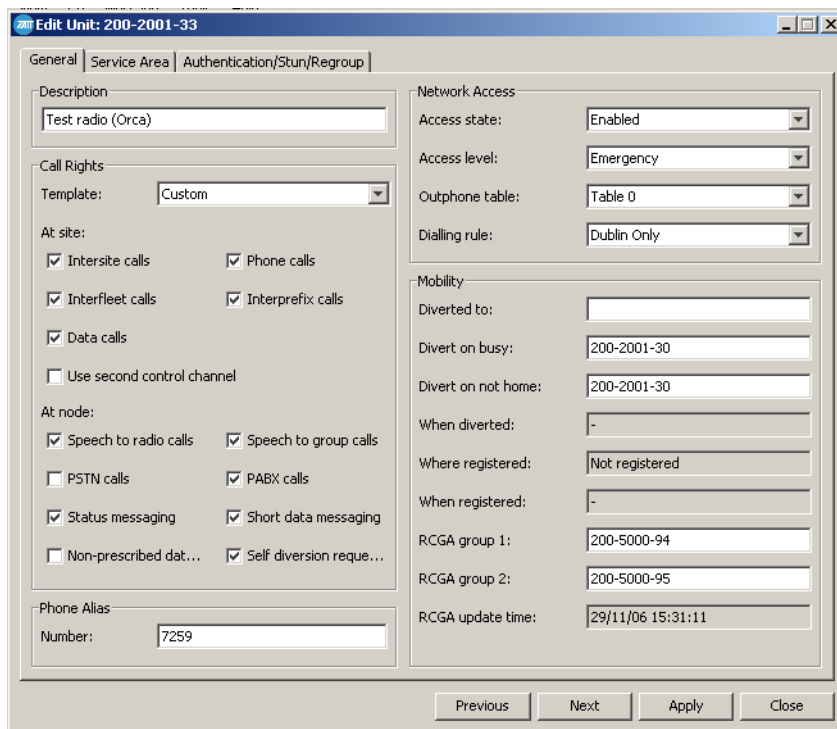 TAIT Edit Unit: 200-2001-33
General Service Area Authentication/Stun/Regroup
Description
Test radio (Orca)
Call Rights
Template: Custom
At site:
Intersite calls Phone calls
Interfleet calls Interprefix calls
Data calls
Use second control channel
At node:
Speech to radio calls Speech to group calls
PSTN calls PABX calls
Status messaging Short data messaging
Non-prescribed dat... Self diversion reque...
Phone Alias
Number: 7259
Network Access
Access state: Enabled
Access level: Emergency
Outphone table: Table 0
Dialling rule: Dublin Only
Mobility
Diverted to:
Divert on busy: 200-2001-30
Divert on not home: 200-2001-30
When diverted: -
Where registered: Not registered
When registered: -
RCGA group 1: 200-5000-94
RCGA group 2: 200-5000-95
RCGA update time: 29/11/06 15:31:11
Previous Next Apply Close